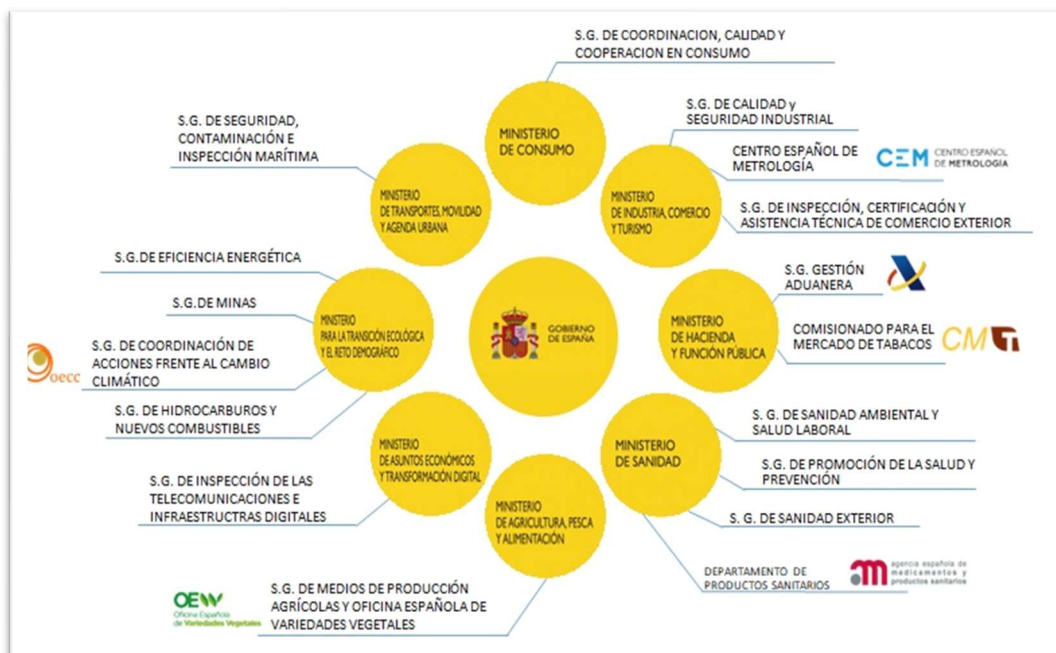 S.G. DE COORDINACION, CALIDAD Y
COOPERACION EN CONSUMO
MINISTERIO
DE CONSUMO
S.G. DE CALIDAD y
SEGURIDAD INDUSTRIAL
CENTRO ESPAÑOL DE
METROLOGÍA
CEM
CENTRO ESPAÑOL
DE METROLOGÍA
S.G. DE INSPECCIÓN, CERTIFICACIÓN Y
ASISTENCIA TÉCNICA DE COMERCIO EXTERIOR
MINISTERIO
DE INDUSTRIA, COMERCIO
Y TURISMO
S.G. GESTIÓN
ADUANERA
COMISIONADO PARA EL
MERCADO DE TABACOS
CMT
MINISTERIO
DE HACIENDA
Y FUNCIÓN PÚBLICA
S. G. DE SANIDAD AMBIENTAL Y
SALUD LABORAL
S.G. DE PROMOCIÓN DE LA SALUD Y
PREVENCIÓN
S. G. DE SANIDAD EXTERIOR
DEPARTAMENTO DE
PRODUCTOS SANITARIOS
agencia española de
medicamentos y
productos sanitarios
MINISTERIO
DE SANIDAD
MINISTERIO
DE AGRICULTURA, PESCA
Y ALIMENTACIÓN
S.G. DE MEDIOS DE PRODUCCIÓN
AGRÍCOLAS Y OFICINA ESPAÑOLA DE
VARIEDADES VEGETALES
OEVV
Oficina Española
de Variedades Vegetales
MINISTERIO
DE ASUNTOS ECONÓMICOS
Y TRANSFORMACIÓN DIGITAL
S.G. DE INSPECCIÓN DE LAS
TELECOMUNICACIONES E
INFRAESTRUCTRAS DIGITALES
MINISTERIO
PARA LA TRANSICIÓN ECOLÓGICA
Y EL RETO DEMOGRÁFICO
S.G.DE EFICIENCIA ENERGÉTICA
S.G.DE MINAS
S.G. DE COORDINACIÓN DE
ACCIONES FRENTE AL CAMBIO
CLIMÁTICO
oecc
S.G. DE HIDROCARBUROS Y
NUEVOS COMBUSTIBLES
MINISTERIO
DE TRANSPORTES, MOVILIDAD
Y AGENDA URBANA
S.G. DE SEGURIDAD,
CONTAMINACIÓN E
INSPECCIÓN MARÍTIMA
GOBIERNO
DE ESPAÑA